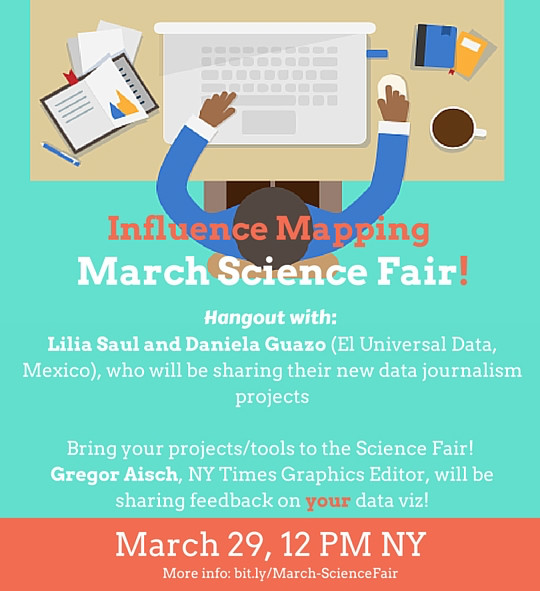 Influence Mapping
March Science Fair!
Hangout with:
Lilia Saul and Daniela Guazo (El Universal Data,
Mexico), who will be sharing their new data journalism
projects
Bring your projects/tools to the Science Fair!
Gregor Aisch, NY Times Graphics Editor, will be
sharing feedback on your data viz!
March 29, 12 PM NY
More info: bit.ly/March-ScienceFair